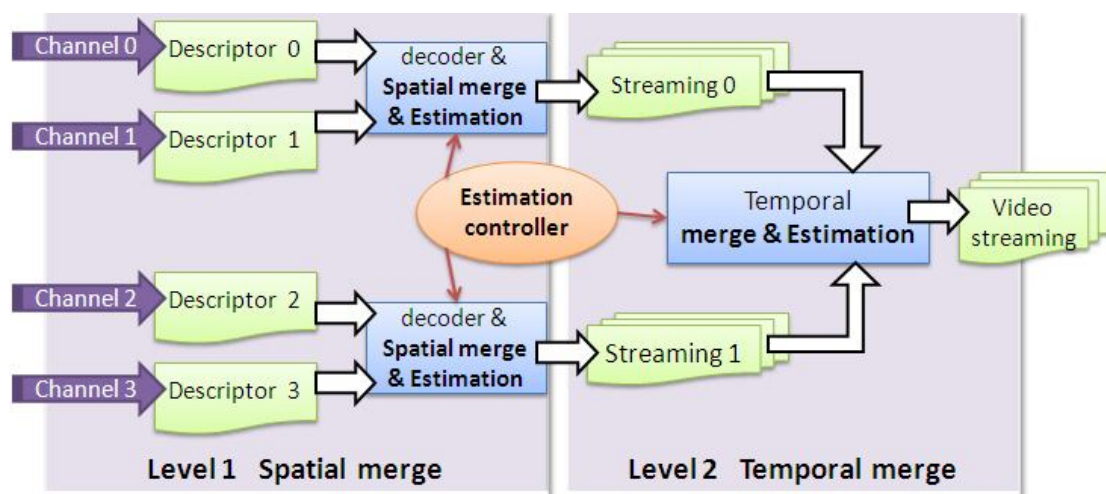 Channel 0
Descriptor 0
decoder &
Spatial merge
& Estimation
Streaming 0
Channel 1
Descriptor 1
Estimation
controller
Temporal
merge & Estimation
Video
streaming
Channel 2
Descriptor 2
decoder &
Spatial merge
& Estimation
Streaming 1
Channel 3
Descriptor 3
Level 1 Spatial merge
Level 2 Temporal merge